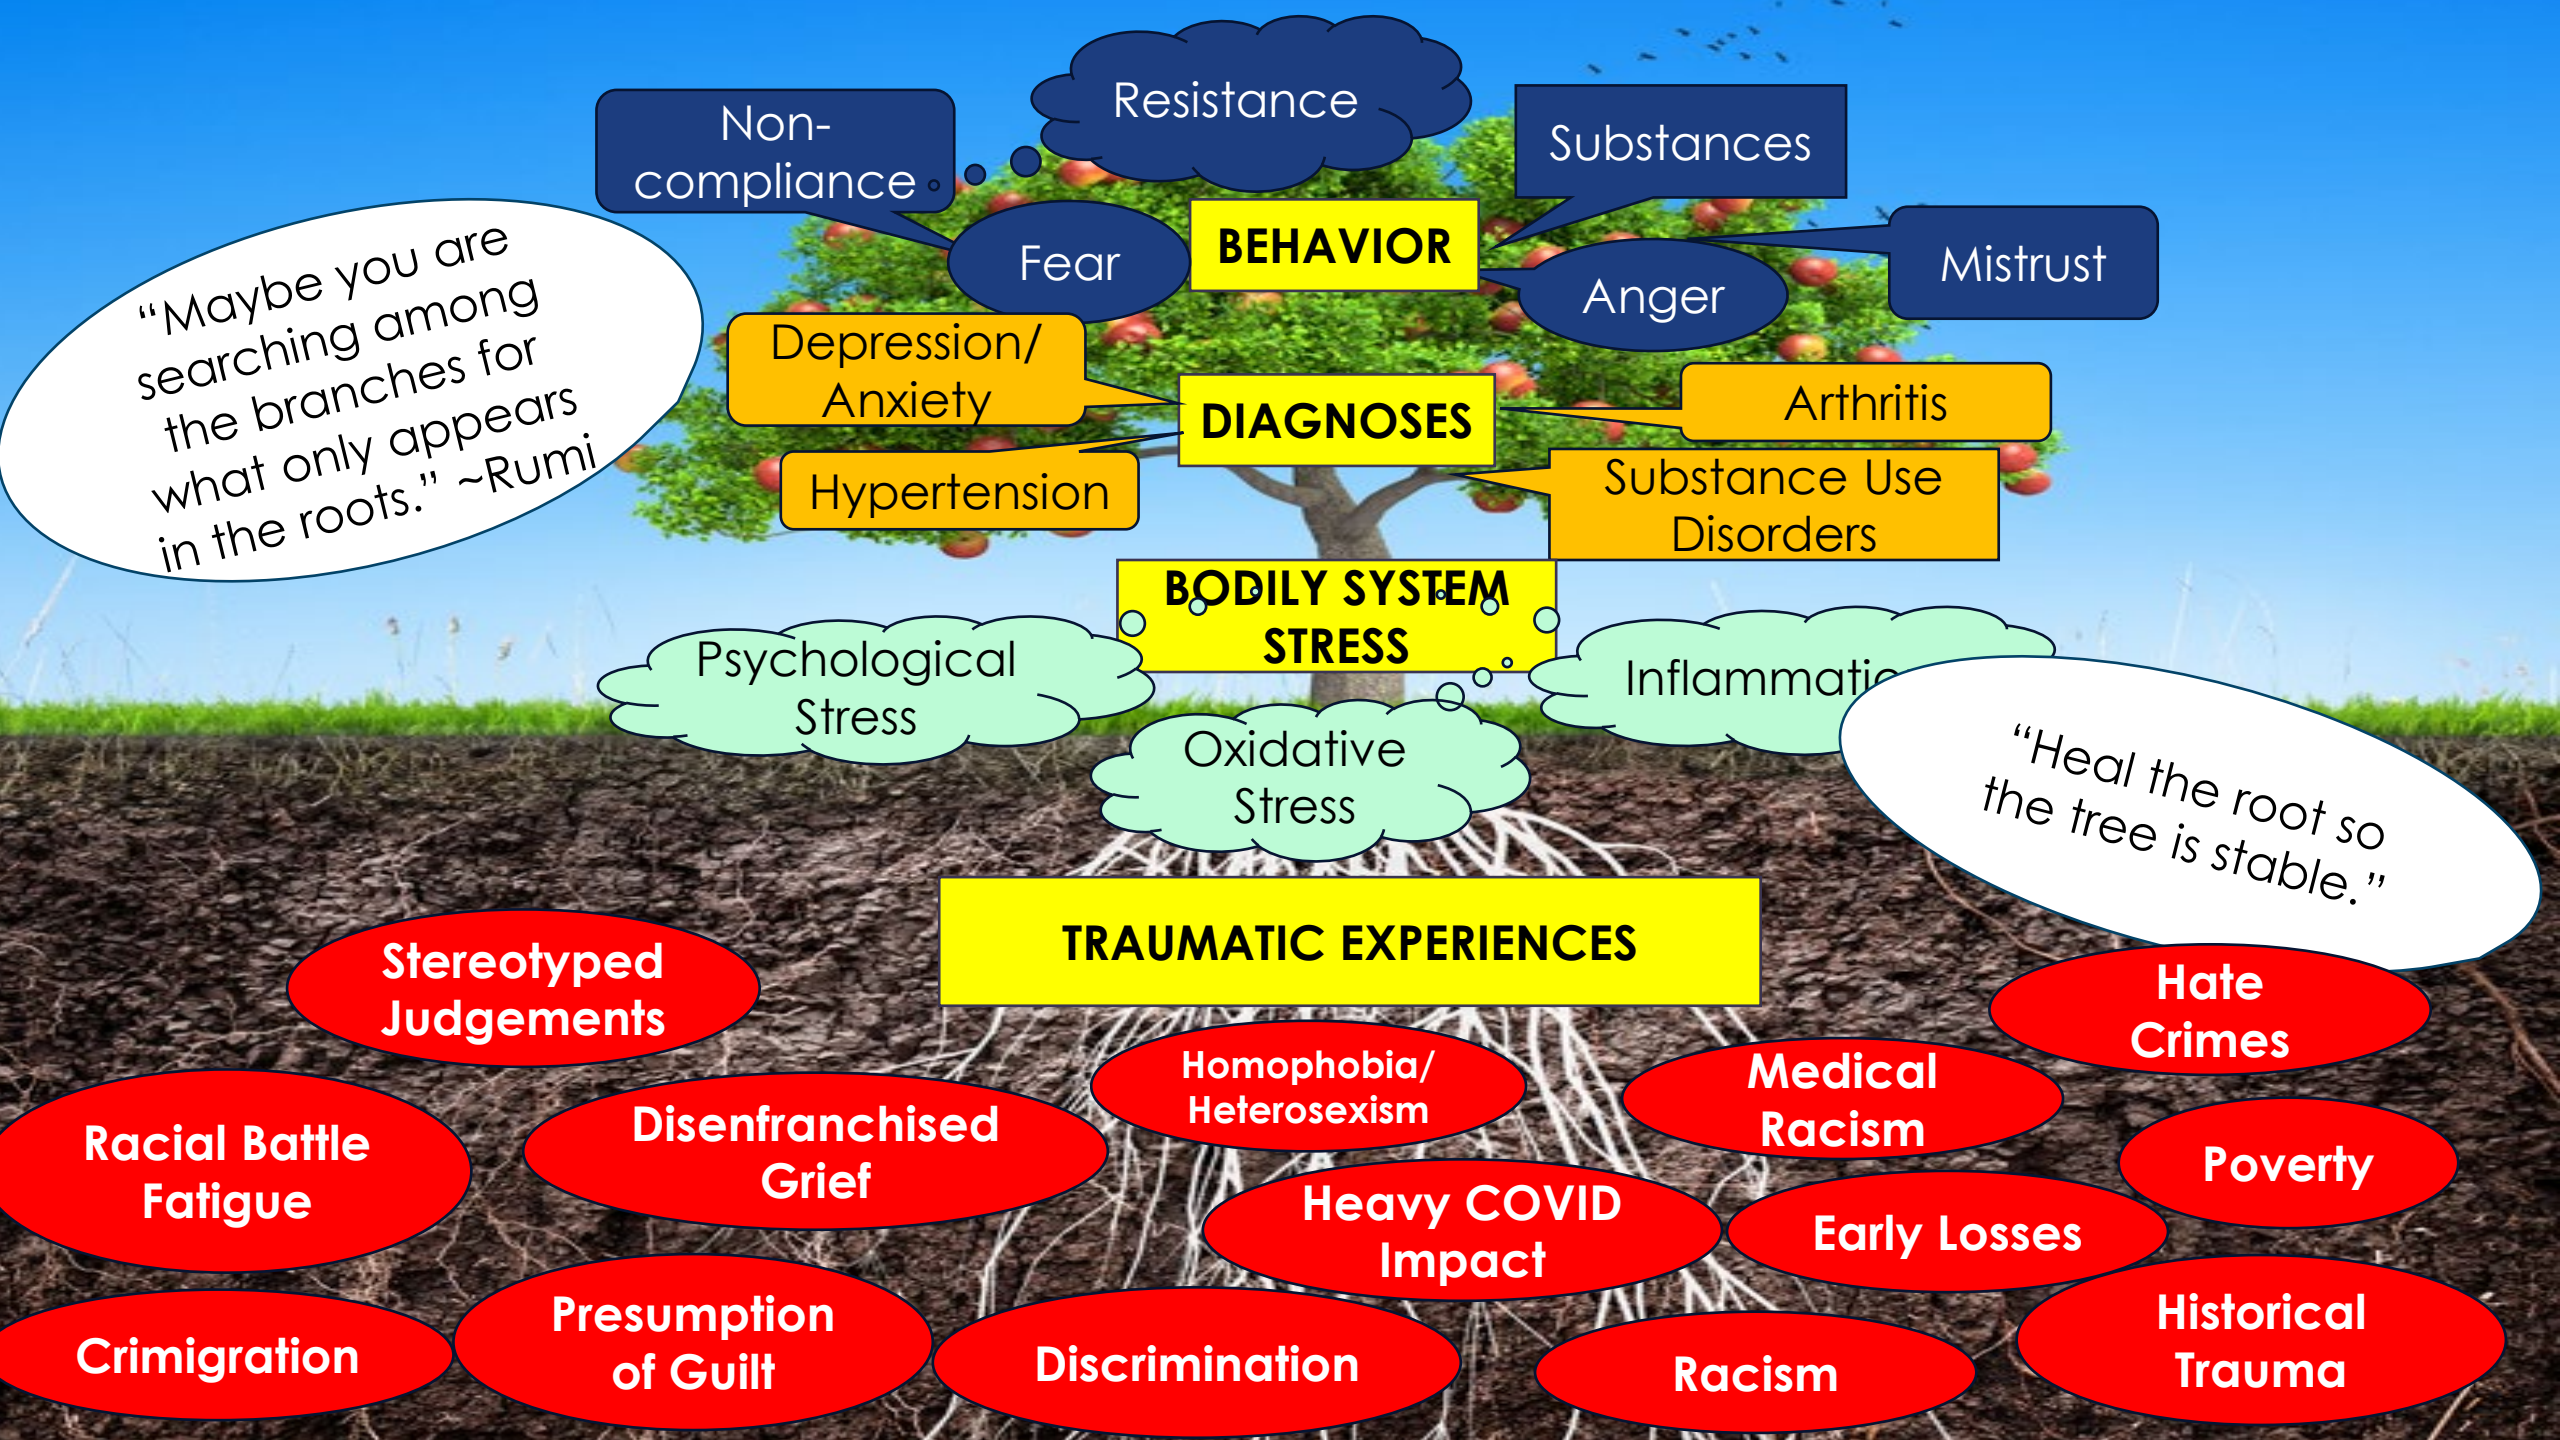 Resistance
Non-
compliance
Substances
Fear
BEHAVIOR
Anger
Mistrust
“Maybe you are
searching among
the branches for
what only appears
in the roots.” ~Rumi
Depression/
Anxiety
DIAGNOSES
Arthritis
Hypertension
Substance Use
Disorders
BODILY SYSTEM
STRESS
Psychological
Stress
Oxidative
Stress
Inflammatio
“Heal the root so
the tree is stable.”
TRAUMATIC EXPERIENCES
Stereotyped
Judgements
Hate
Crimes
Homophobia/
Heterosexism
Medical
Racism
Racial Battle
Fatigue
Disenfranchised
Grief
Poverty
Heavy COVID
Impact
Early Losses
Crimigration
Presumption
of Guilt
Discrimination
Racism
Historical
Trauma